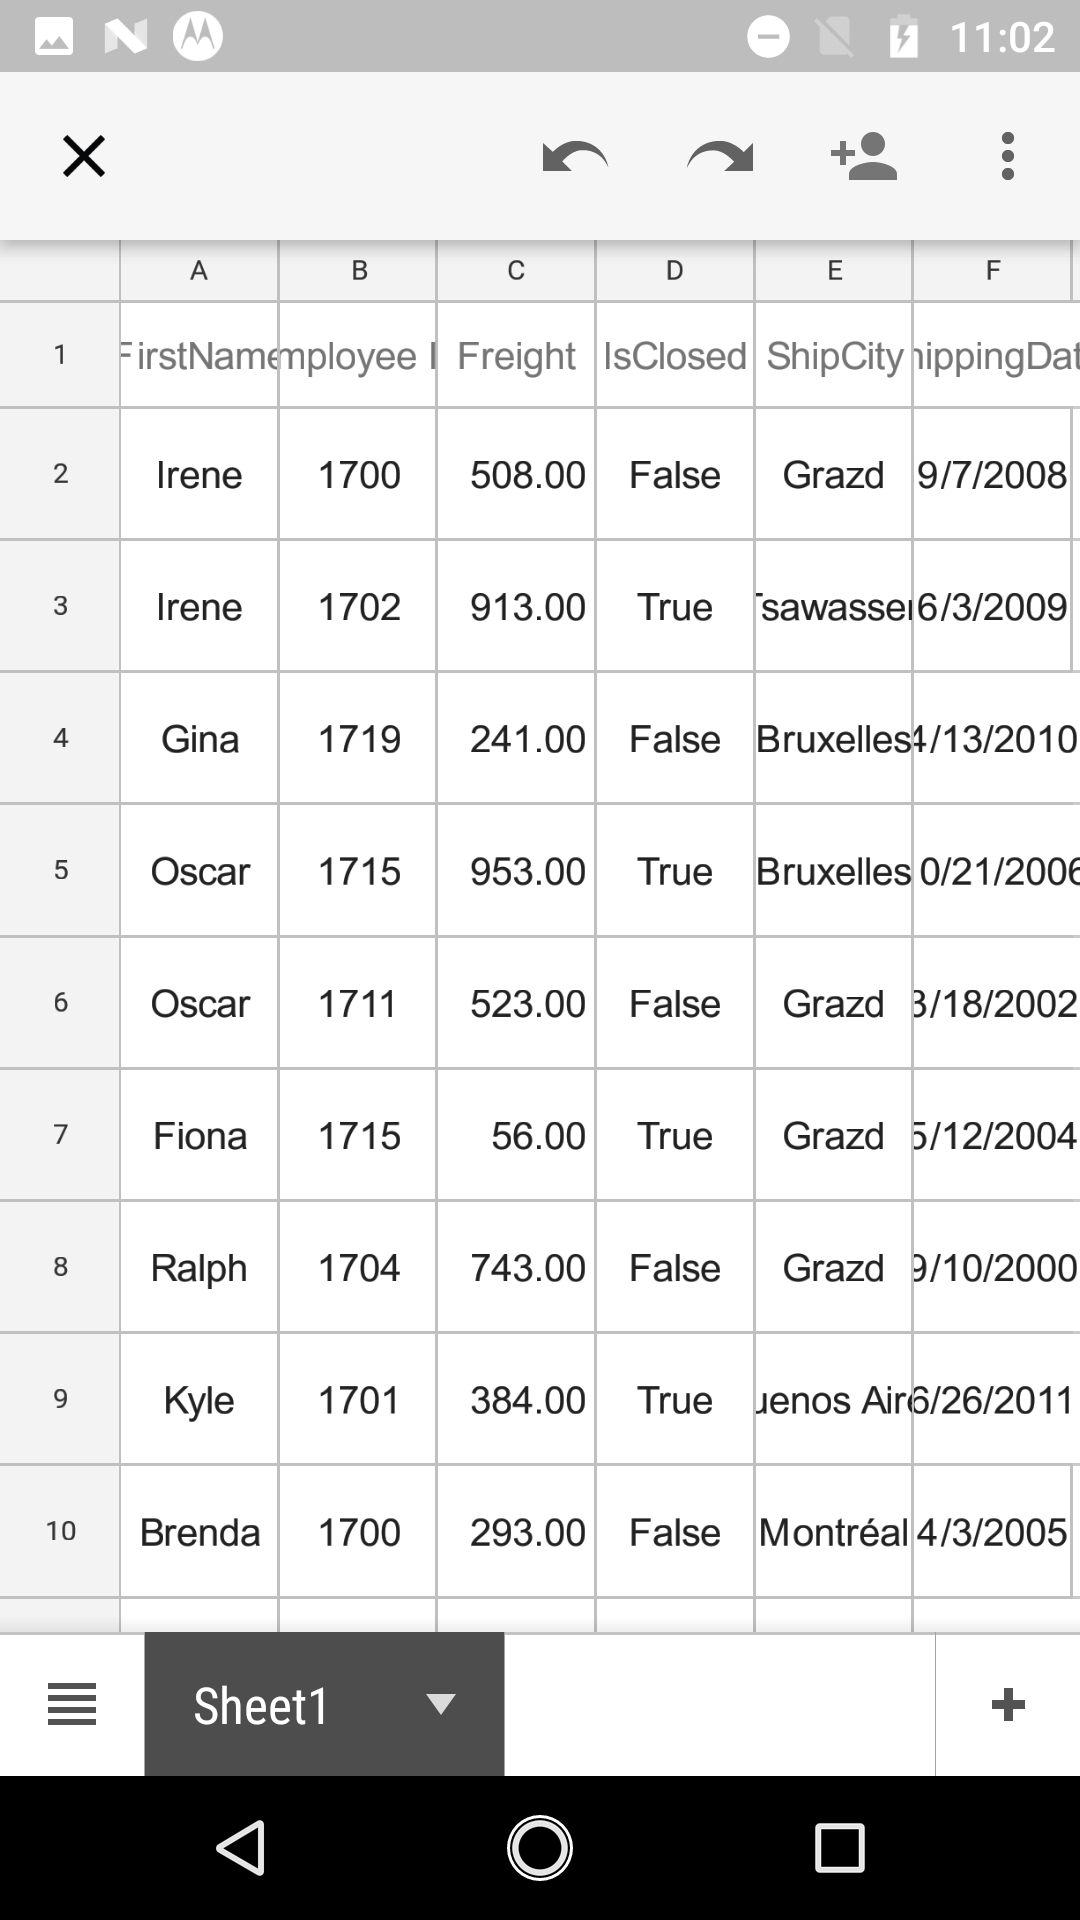 11:02
A B C D E F
1 FirstName mployee I Freight IsClosed ShipCity hippingDat
2 Irene 1700 508.00 False Grazd 9/7/2008
3 Irene 1702 913.00 True Tsawasser 6/3/2009
4 Gina 1719 241.00 False Bruxelles 4/13/2010
5 Oscar 1715 953.00 True Bruxelles 0/21/2006
6 Oscar 1711 523.00 False Grazd 3/18/2002
7 Fiona 1715 56.00 True Grazd 5/12/2004
8 Ralph 1704 743.00 False Grazd 9/10/2000
9 Kyle 1701 384.00 True uenos Aire 6/26/2011
10 Brenda 1700 293.00 False Montréal 4/3/2005
Sheet1